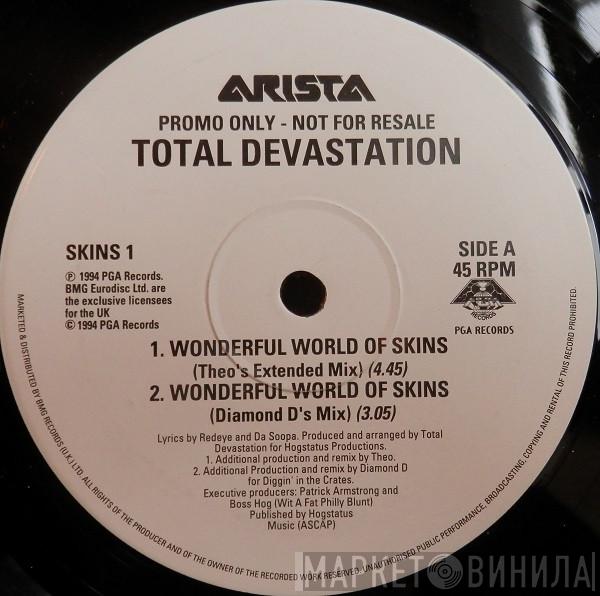 ARISTA
PROMO ONLY - NOT FOR RESALE
TOTAL DEVASTATION
SKINS 1
SIDE A
45 RPM
℗ 1994 PGA Records.
BMG Eurodisc Ltd. are
the exclusive licensees
for the UK
© 1994 PGA Records
PGA RECORDS
1. WONDERFUL WORLD OF SKINS
(Theo's Extended Mix) (4.45)
2. WONDERFUL WORLD OF SKINS
(Diamond D's Mix) (3.05)
Lyrics by Redeye and Da Soopa. Produced and arranged by Total
Devastation for Hogstatus Productions.
1. Additional production and remix by Theo.
2. Additional Production and remix by Diamond D
for Diggin' in the Crates.
Executive producers: Patrick Armstrong and
Boss Hog (Wit A Fat Philly Blunt)
Published by Hogstatus
Music (ASCAP)
MARKETED & DISTRIBUTED BY BMG RECORDS (U.K.) LTD. ALL RIGHTS OF THE PRODUCER AND OF THE OWNER OF THE RECORDED WORK RESERVED. UNAUTHORISED PUBLIC PERFORMANCE, BROADCASTING, COPYING AND RENTAL OF THIS RECORD PROHIBITED.
МАРКЕТ ВИНИЛА